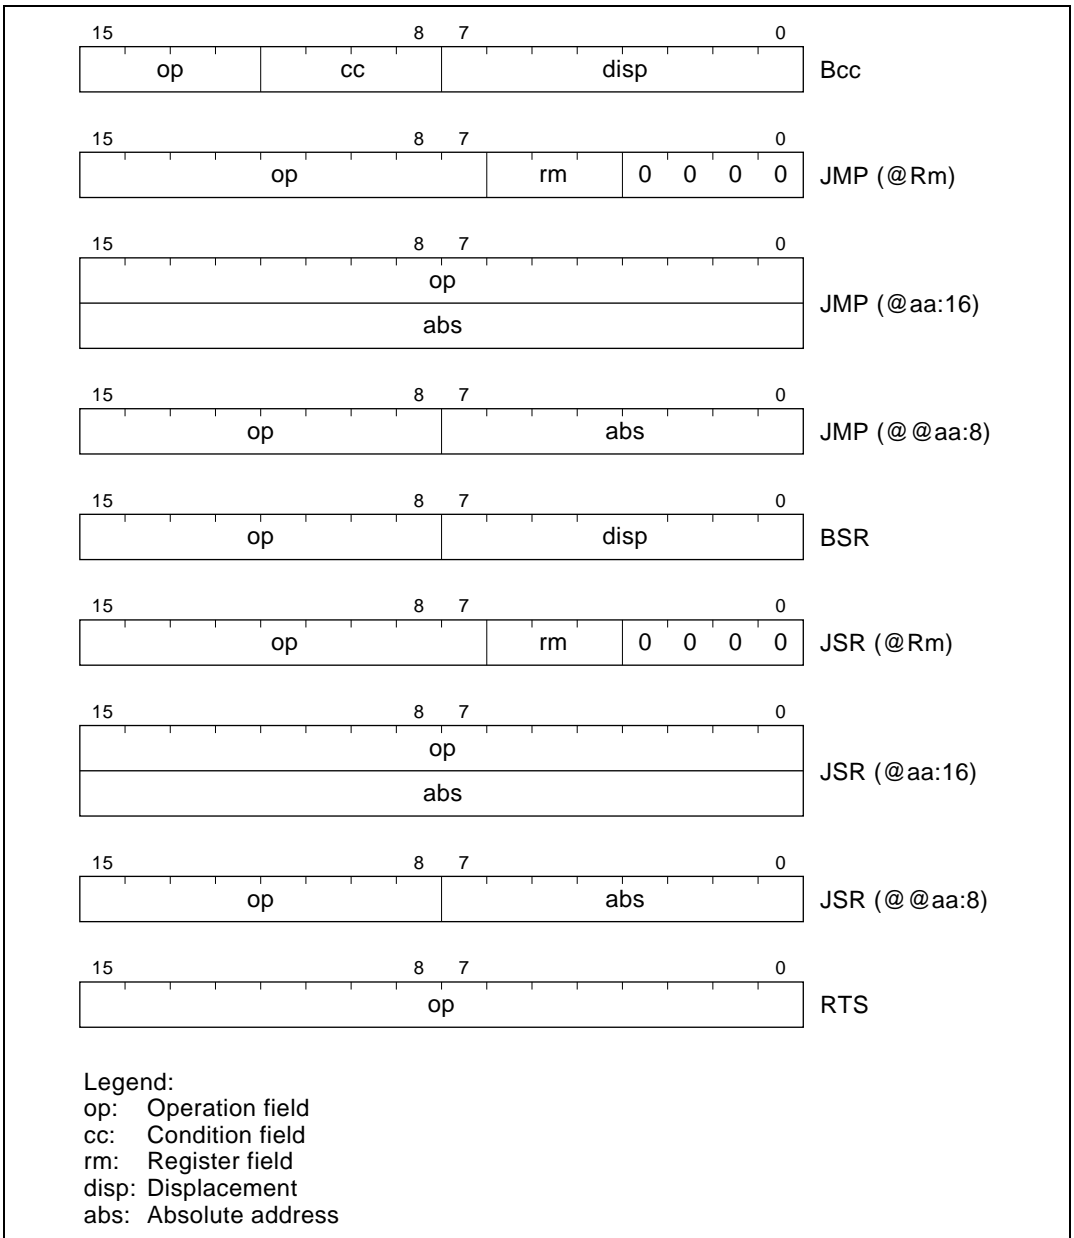 15 8 7 0
op cc disp Bcc
15 8 7 0
op rm 0 0 0 0 JMP (@Rm)
15 8 7 0
op
JMP (@aa:16)
abs
15 8 7 0
op abs JMP (@@aa:8)
15 8 7 0
op disp BSR
15 8 7 0
op rm 0 0 0 0 JSR (@Rm)
15 8 7 0
op
JSR (@aa:16)
abs
15 8 7 0
op abs JSR (@@aa:8)
15 8 7 0
op RTS
Legend:
op: Operation field
cc: Condition field
rm: Register field
disp: Displacement
abs: Absolute address